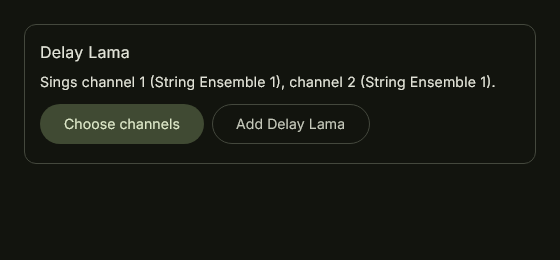 Delay Lama
Sings channel 1 (String Ensemble 1), channel 2 (String Ensemble 1).
Choose channels
Add Delay Lama